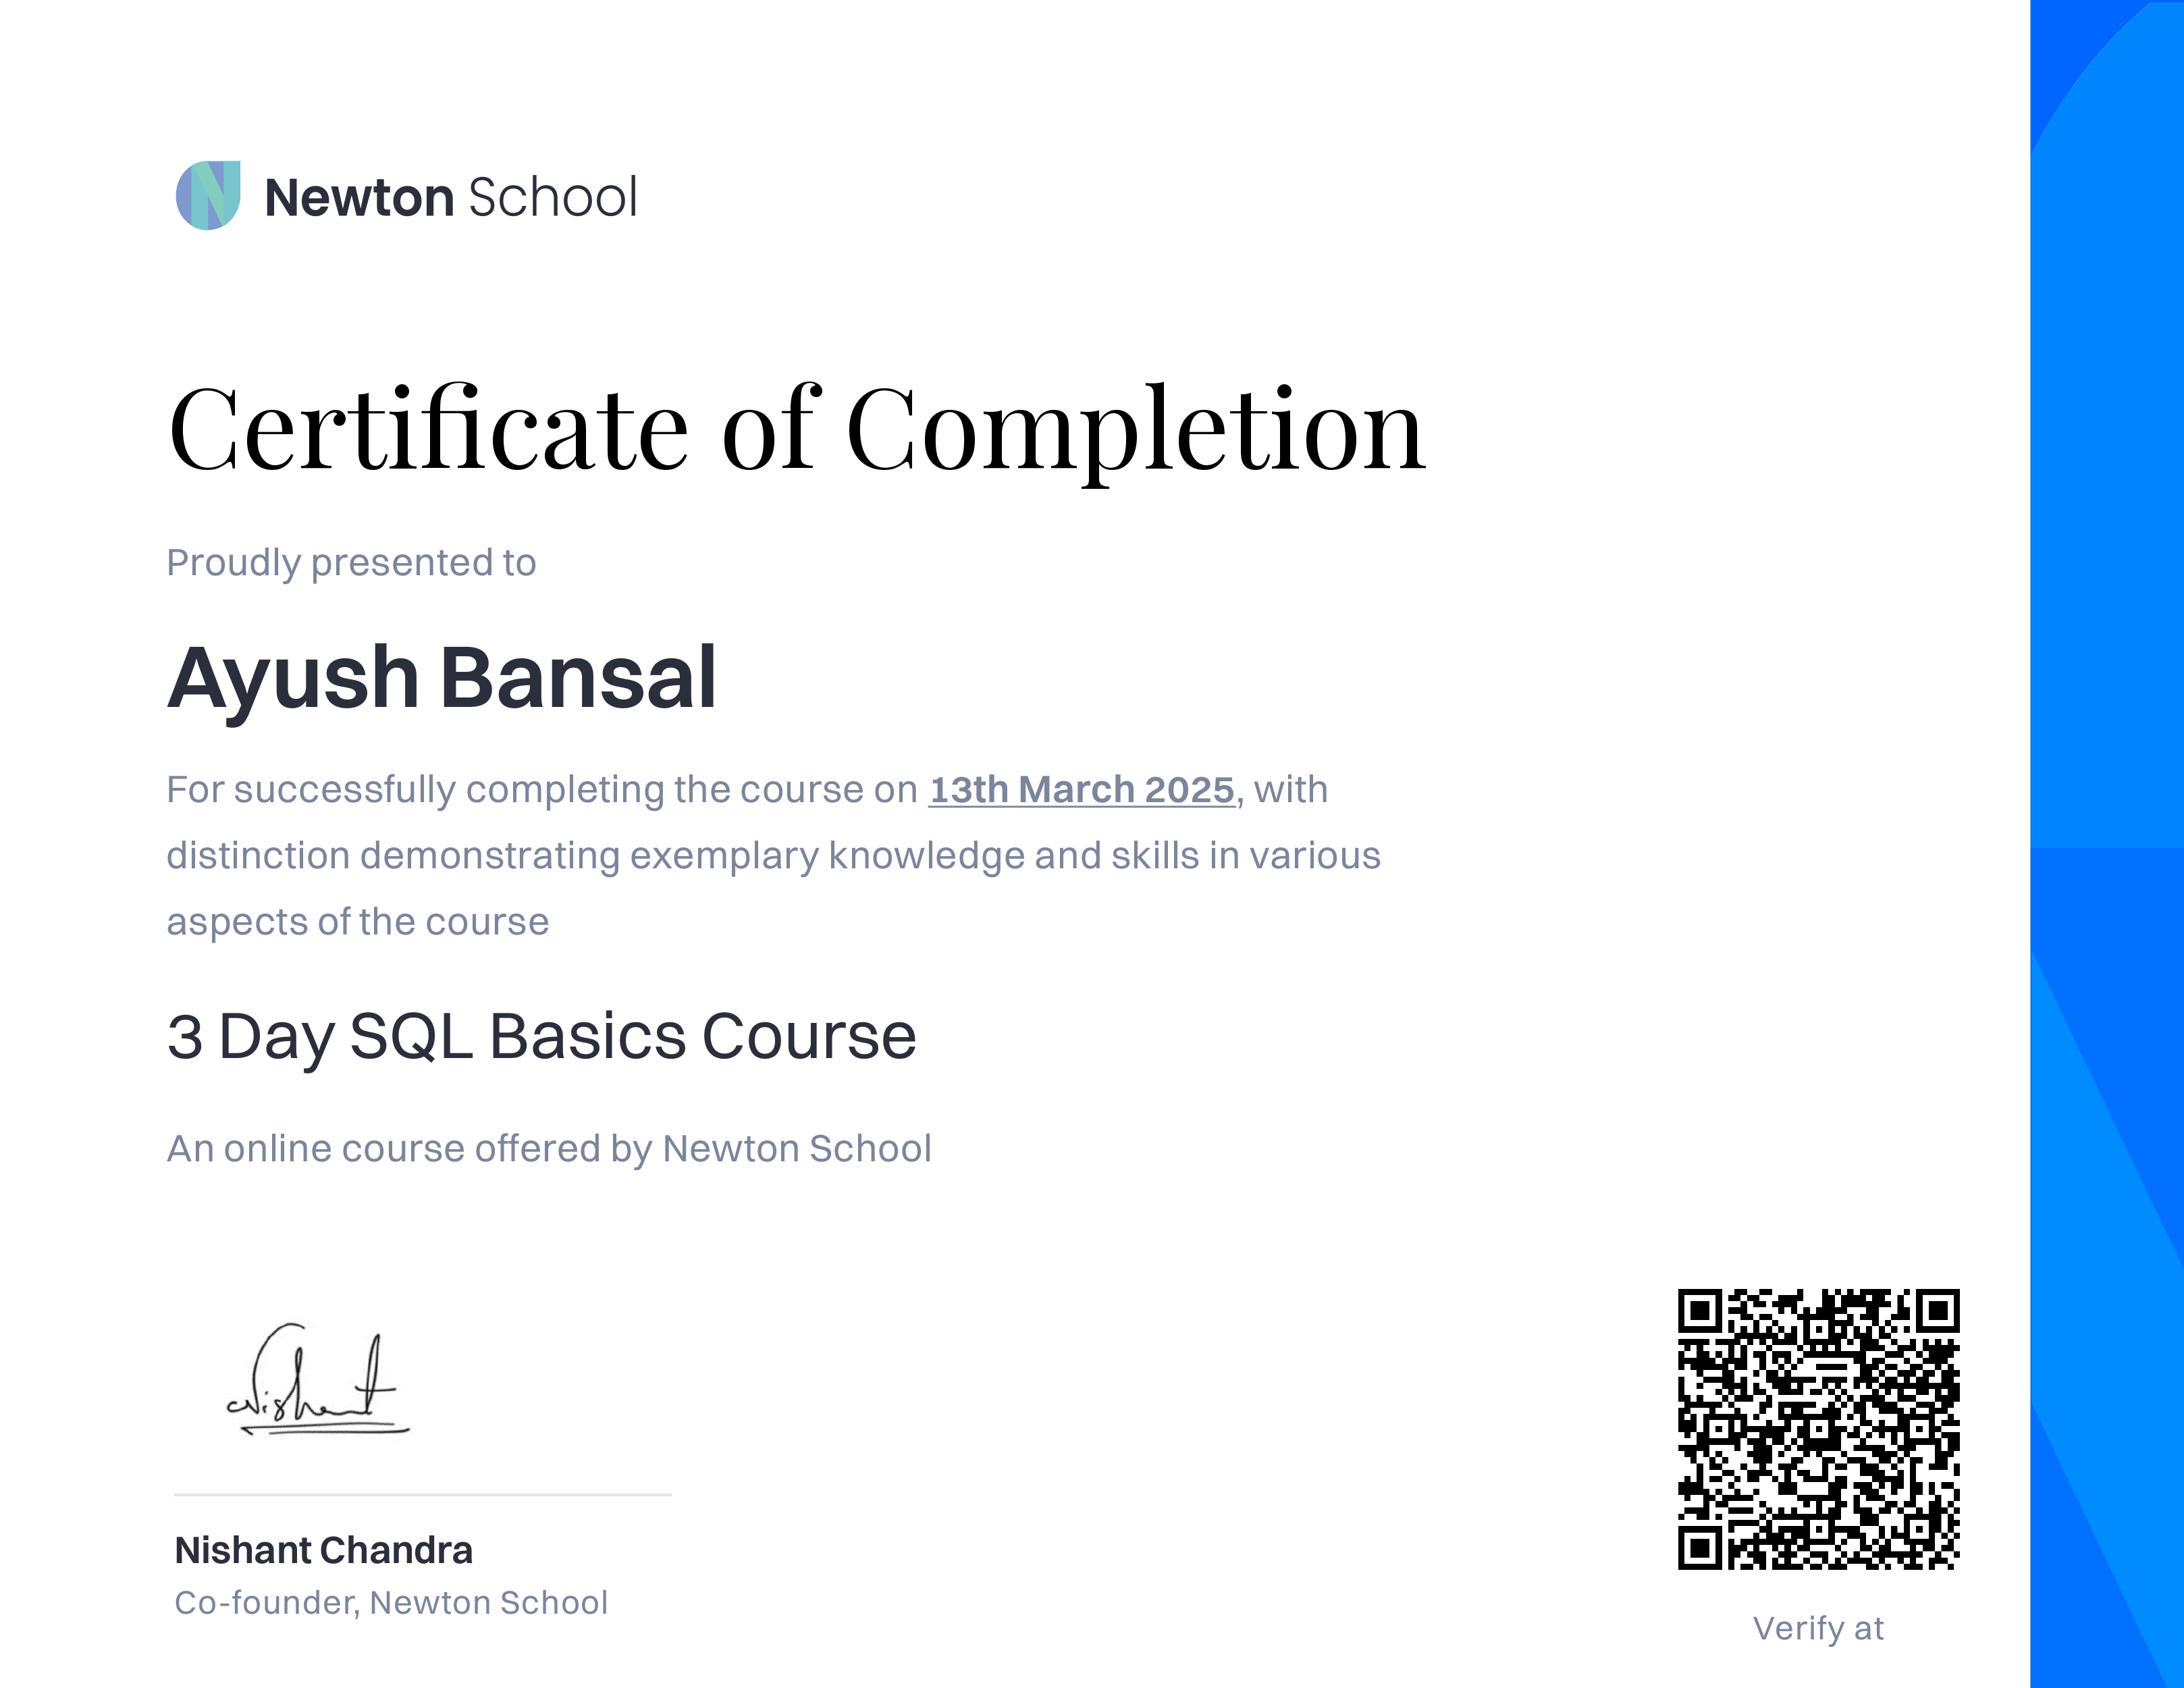 Newton School
Certificate of Completion
Proudly presented to
Ayush Bansal
For successfully completing the course on 13th March 2025, with
distinction demonstrating exemplary knowledge and skills in various
aspects of the course
3 Day SQL Basics Course
An online course offered by Newton School
Nishant
Nishant Chandra
Co-founder, Newton School
Verify at